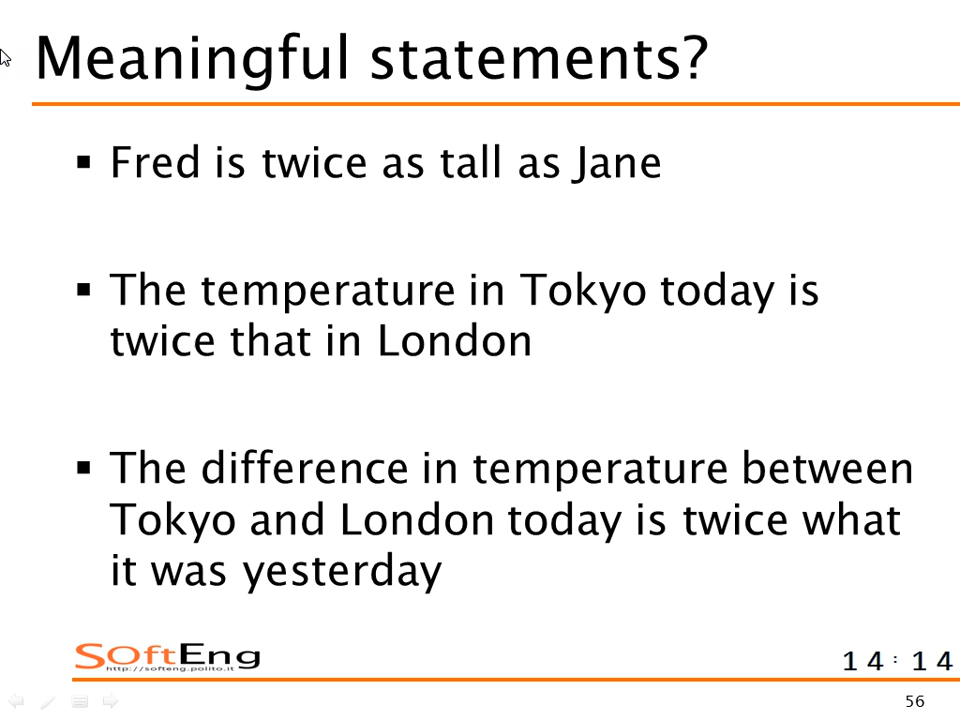 Meaningful statements?
▪ Fred is twice as tall as Jane
▪ The temperature in Tokyo today is
twice that in London
▪ The difference in temperature between
Tokyo and London today is twice what
it was yesterday
SOftEng
http://softeng.polito.it
14:14
56